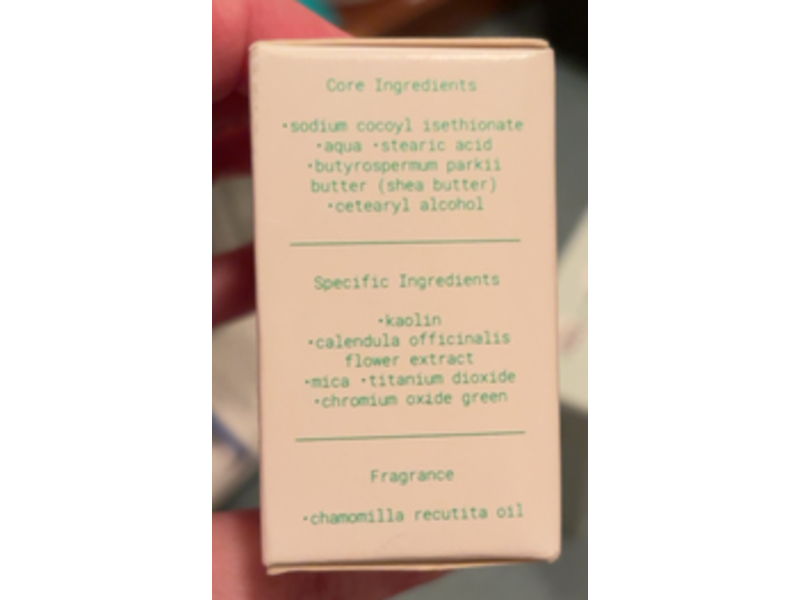 Core Ingredients
•sodium cocoyl isethionate
•aqua •stearic acid
•butyrospermum parkii
butter (shea butter)
•cetearyl alcohol
Specific Ingredients
•kaolin
•calendula officinalis
flower extract
•mica •titanium dioxide
•chromium oxide green
Fragrance
•chamomilla recutita oil